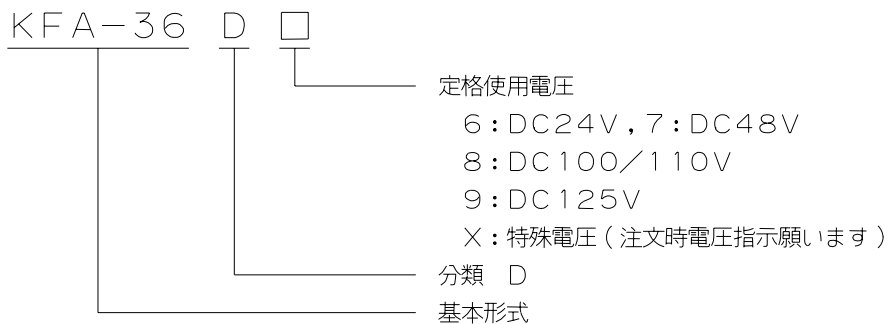 KFA-36 D □
定格使用電圧
6:DC24V,7:DC48V
8:DC100/110V
9:DC125V
X:特殊電圧(注文時電圧指示願います)
分類 D
基本形式